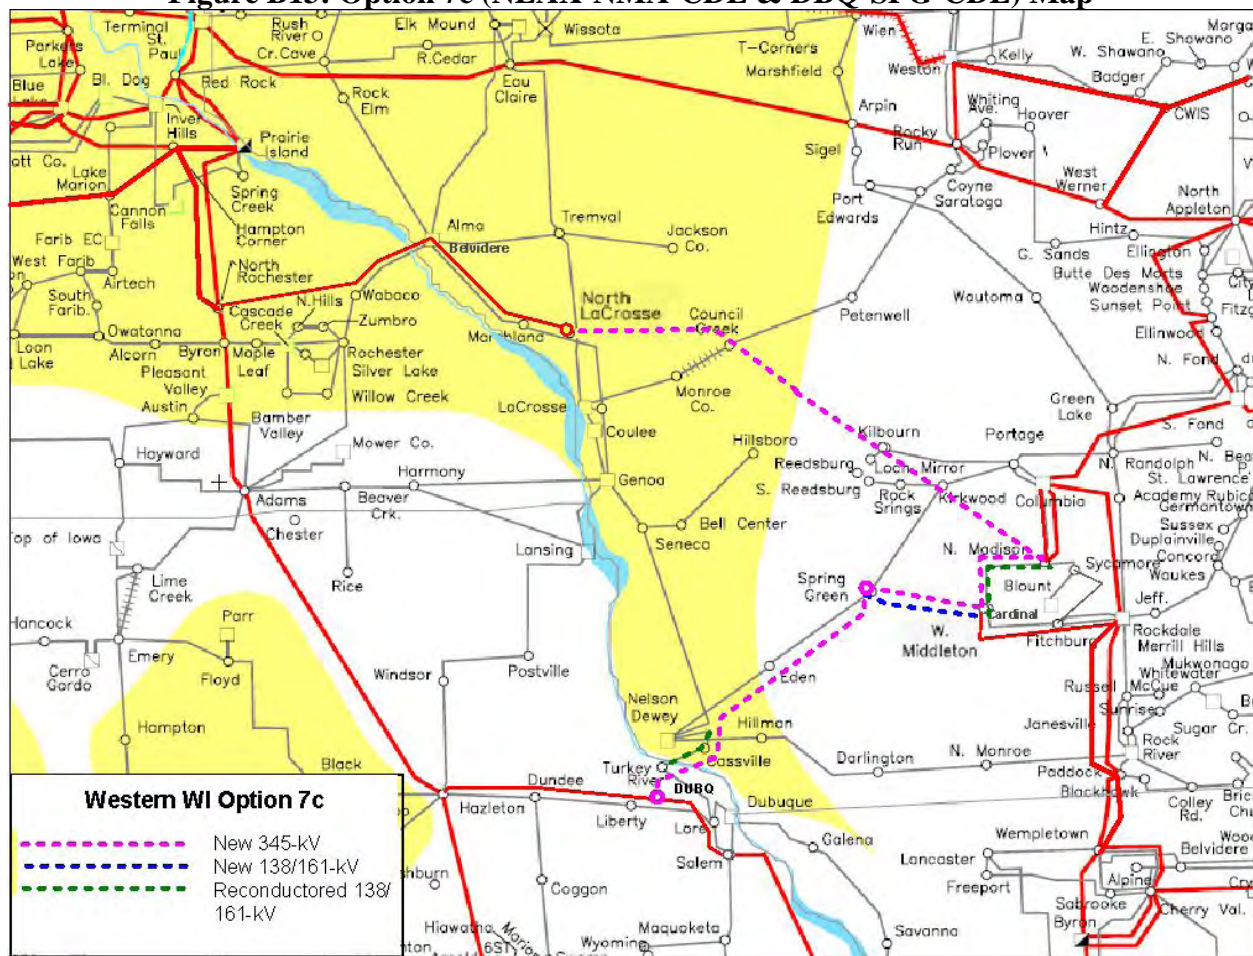 Figure B15: Option 7c (NLAX-NMA-CDL & DBQ-SPG-CDL) Map
Terminal
St. Paul
Rush River
Elk Mound
Wissota
T-Corners
Wien
Kelly
W. Shawano
E. Shawano
Parkers Lake
Cr.Cave
R.Cedar
Marshfield
Weston
Badger
Bl. Dog
Red Rock
Eau Claire
Blue Lake
Rock Elm
Arpin
Whiting Ave.
Hoover
CWIS
Inver Hills
Prairie Island
Rocky Run
Plover
Sigel
Lake Marion
Spring Creek
Coyne
Saratoga
West Werner
North Appleton
Cannon Falls
Port Edwards
Hampton Corner
Alma
Belvidere
Tremval
Jackson Co.
Hintz
Farib EC
G. Sands
Ellington
West Farib
Airtech
North Rochester
Butte Des Morts
Woodenshoe
Sunset Point
South Farib.
Cascade Creek
N.Hills
Wabaco
North LaCrosse
Council Creek
Petenwell
Wautoma
Ellinwood
Owatonna
Zumbro
Marshland
N. Fond
Loon Lake
Alcorn
Byron
Maple Leaf
Rochester
Silver Lake
Pleasant Valley
Willow Creek
Monroe Co.
Green Lake
Austin
LaCrosse
Bamber Valley
Coulee
Hillsboro
Kilbourn
Portage
S. Fond
Hayward
Mower Co.
Reedsburg
Loch Mirror
N. Randolph
Harmony
Genoa
S. Reedsburg
Rock Srings
Kirkwood
Columbia
St. Lawrence
Adams
Beaver Crk.
Academy
Rubicon
Germantown
Chester
Bell Center
Seneca
Sussex
Duplainville
Lansing
N. Madison
Sycamore
Concord
Waukes
Lime Creek
Rice
Spring Green
Blount
Jeff.
Hancock
Parr
Cardinal
Fitchburg
Rockdale
Emery
Postville
W. Middleton
Merrill Hills
Cerro Gordo
Floyd
Windsor
Eden
Mukwonago
Whitewater
Russell
McCue
Nelson Dewey
Sunrise
Hampton
Hillman
Janesville
Sugar Cr.
N. Monroe
Rock River
Black
Turkey River
Cassville
Darlington
Paddock
Dundee
DUBQ
Blackhawk
Western WI Option 7c
Hazleton
Liberty
Dubuque
Colley Rd.
Lore
Galena
Wempletown
New 345-kV
Salem
Lancaster
Belvidere
New 138/161-kV
Freeport
Alpine
Reconductored 138/
161-kV
Coggon
Sabrooke
Cherry Val.
Byron
Hiawatha
Maquoketa
Savanna
Wyoming